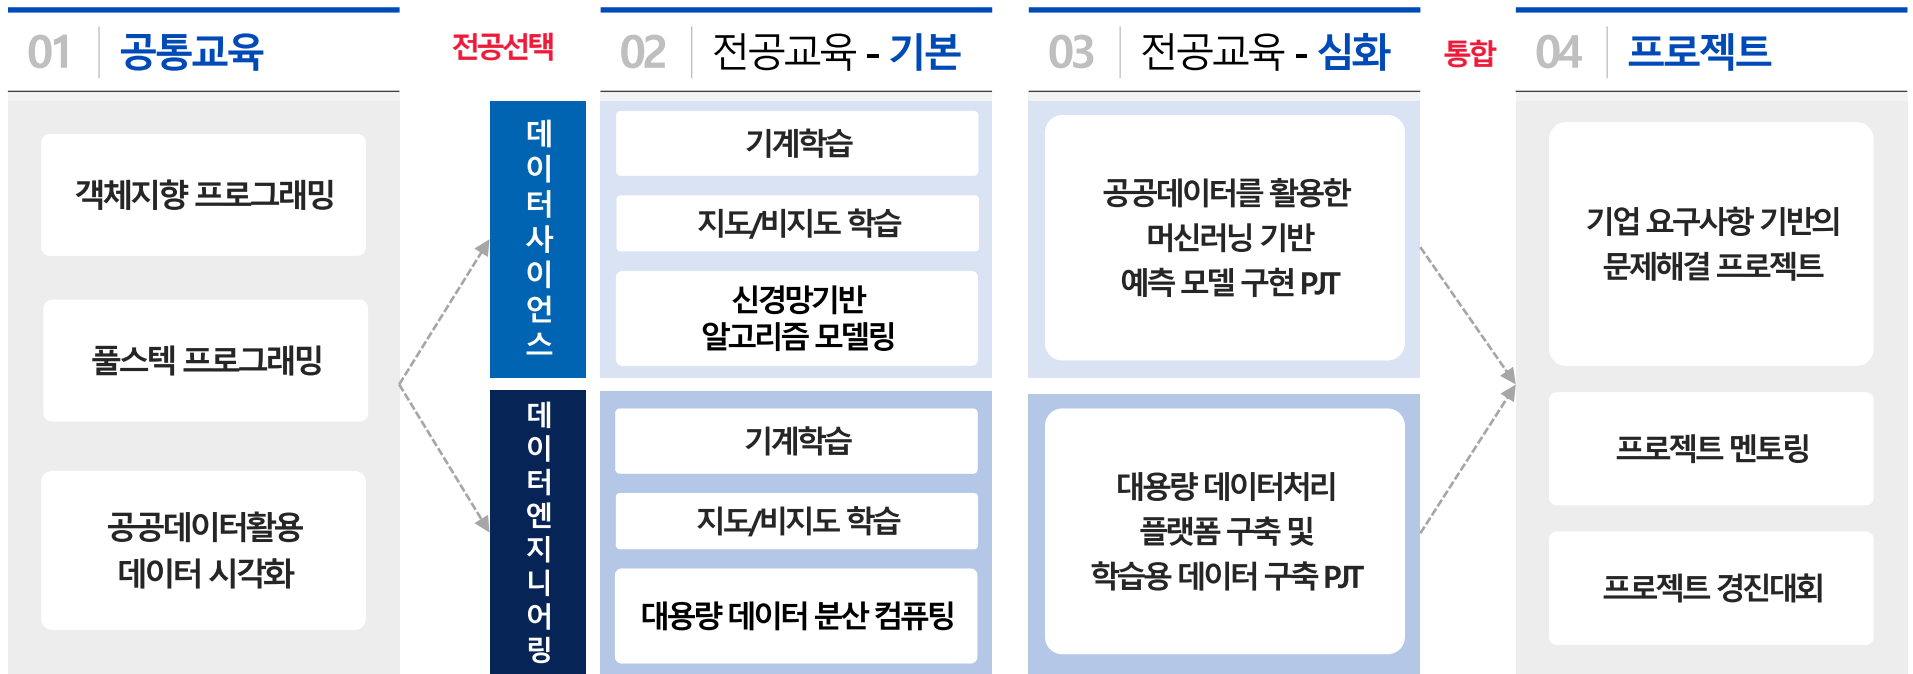 01 공통교육
객체지향 프로그래밍
풀스텍 프로그래밍
공공데이터활용
데이터 시각화
전공선택
데이터사이언스
데이터엔지니어링
02 전공교육 - 기본
기계학습
지도/비지도 학습
신경망기반
알고리즘 모델링
기계학습
지도/비지도 학습
대용량 데이터 분산 컴퓨팅
03 전공교육 - 심화
공공데이터를 활용한
머신러닝 기반
예측 모델 구현 PJT
대용량 데이터처리
플랫폼 구축 및
학습용 데이터 구축 PJT
통합
04 프로젝트
기업 요구사항 기반의
문제해결 프로젝트
프로젝트 멘토링
프로젝트 경진대회